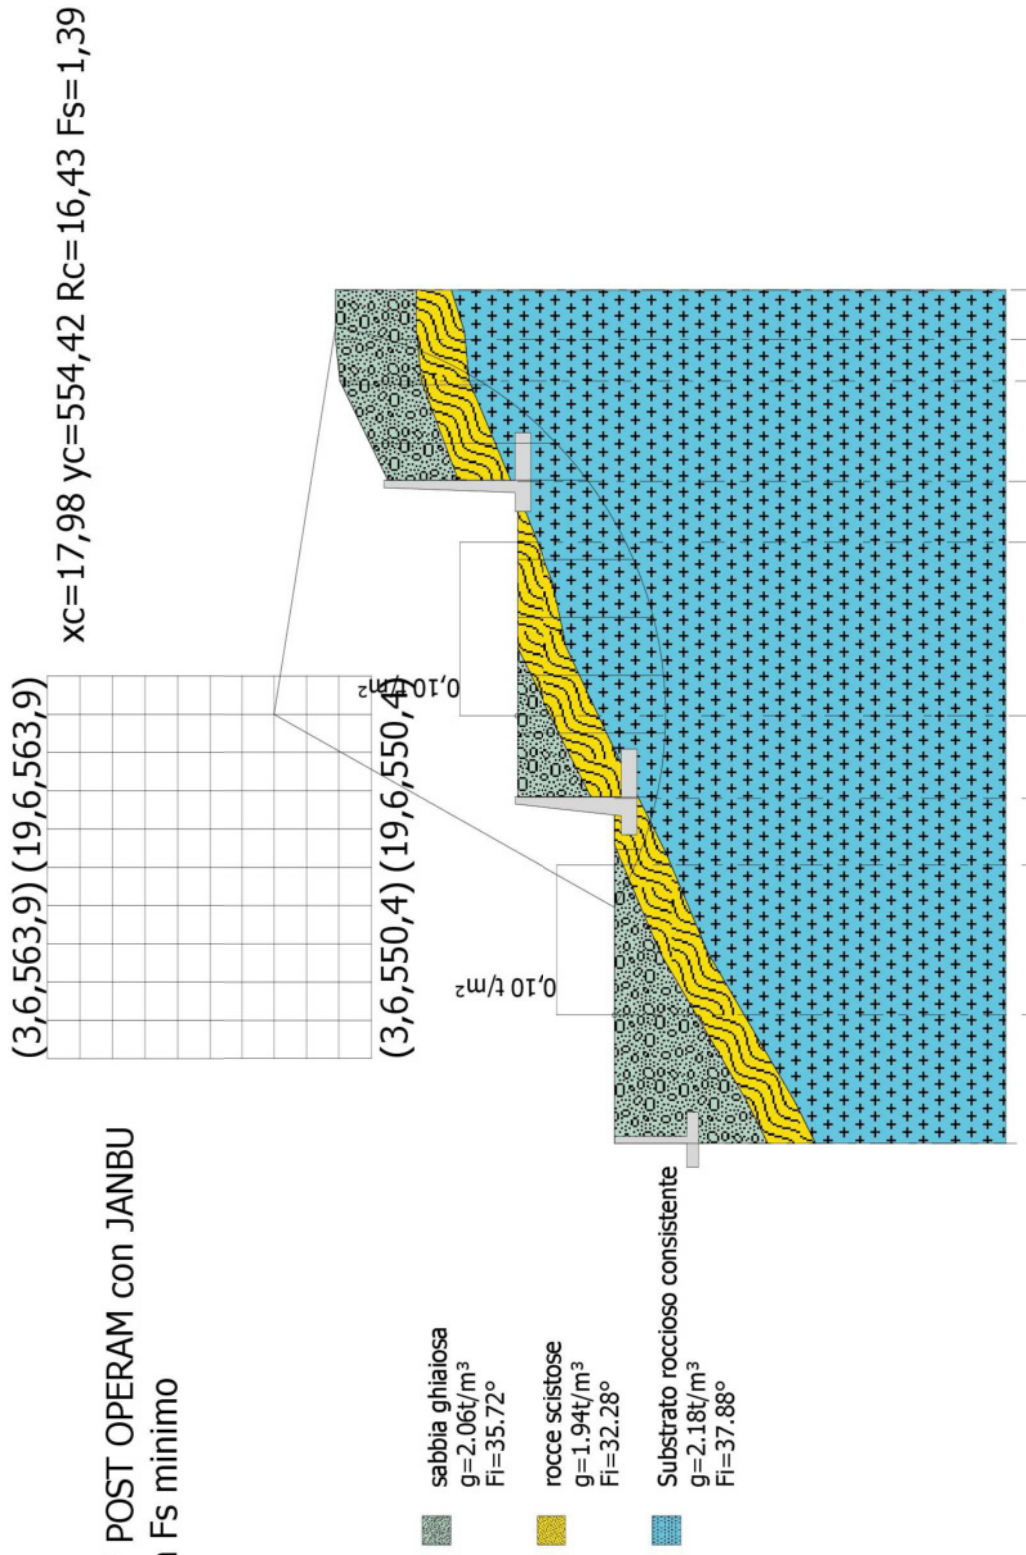 POST OPERAM con JANBU
Fs minimo
(3,6,563,9) (19,6,563,9)
xc=17,98 yc=554,42 Rc=16,43 Fs=1,39
(3,6,550,4) (19,6,550,4)
0,10 t/m²
0,10 t/m²
sabbia ghiaiosa
g=2.06t/m³
Fi=35.72°
rocce scistose
g=1.94t/m³
Fi=32.28°
Substrato roccioso consistente
g=2.18t/m³
Fi=37.88°